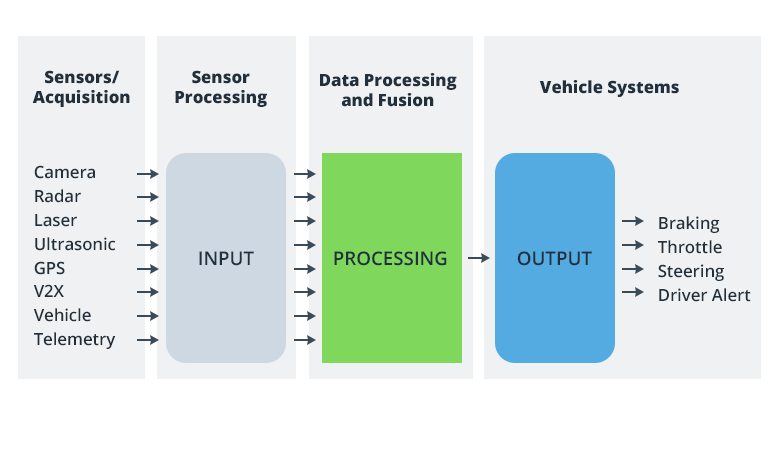 Sensors/
Acquisition
Sensor
Processing
Data Processing
and Fusion
Vehicle Systems
Camera
Radar
Laser
Ultrasonic
GPS
V2X
Vehicle
Telemetry
INPUT
PROCESSING
OUTPUT
Braking
Throttle
Steering
Driver Alert